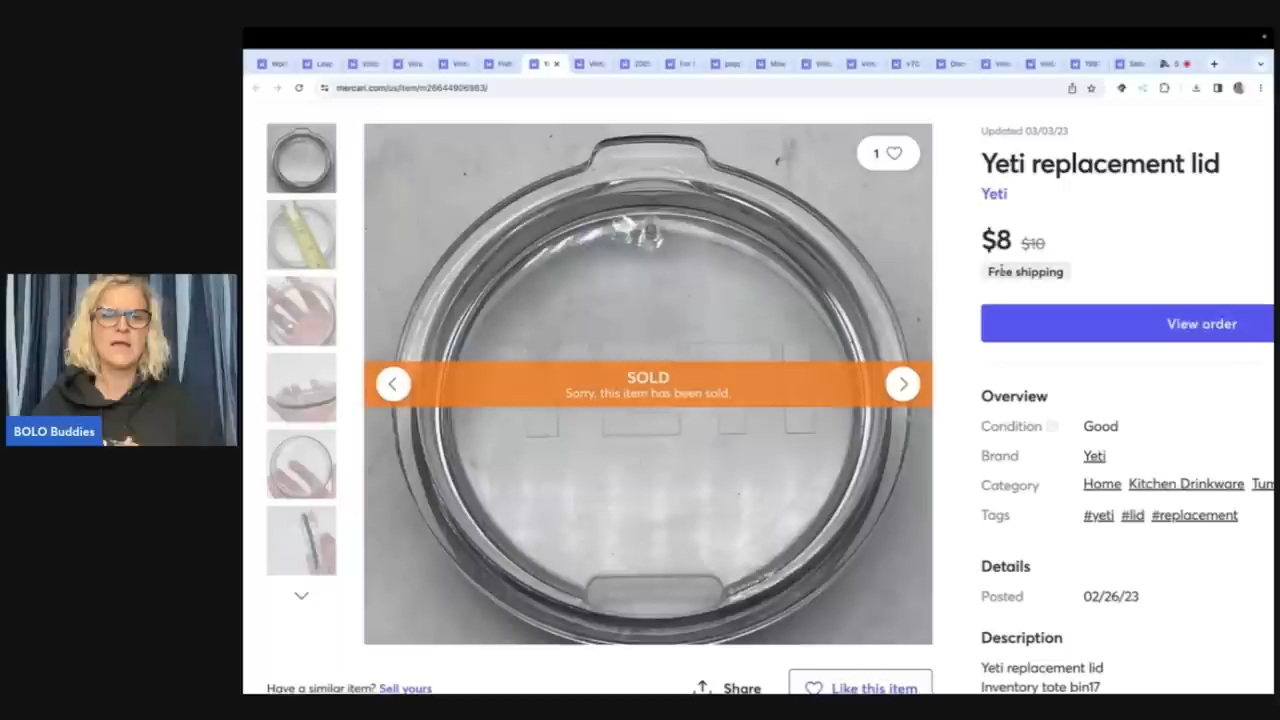 mercari.com/us/item/m26644906983/
Updated 03/03/23
Yeti replacement lid
Yeti
$8 $10
Free shipping
View order
1
SOLD
Sorry, this item has been sold.
Overview
Condition Good
Brand Yeti
Category Home Kitchen Drinkware Tum
Tags #yeti #lid #replacement
Details
Posted 02/26/23
Description
Yeti replacement lid
Inventory tote bin17
Have a similar item? Sell yours
Share
Like this item
BOLO Buddies